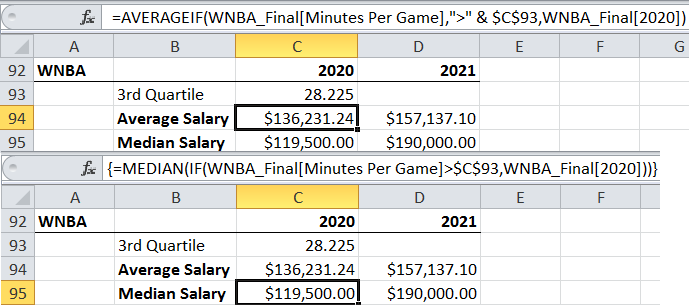 fx =AVERAGEIF(WNBA_Final[Minutes Per Game],">" & $C$93,WNBA_Final[2020])
A B C D E F G
92 WNBA 2020 2021
93 3rd Quartile 28.225
94 Average Salary $136,231.24 $157,137.10
95 Median Salary $119,500.00 $190,000.00
fx {=MEDIAN(IF(WNBA_Final[Minutes Per Game]>$C$93,WNBA_Final[2020]))}
A B C D E F
92 WNBA 2020 2021
93 3rd Quartile 28.225
94 Average Salary $136,231.24 $157,137.10
95 Median Salary $119,500.00 $190,000.00